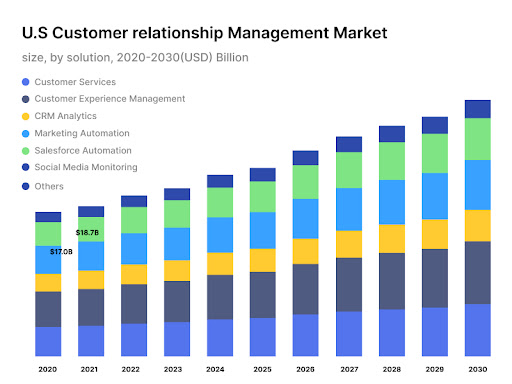 U.S Customer relationship Management Market
size, by solution, 2020-2030(USD) Billion
Customer Services
Customer Experience Management
CRM Analytics
Marketing Automation
Salesforce Automation
Social Media Monitoring
Others
$18.7B
$17.0B
2020 2021 2022 2023 2024 2025 2026 2027 2028 2029 2030